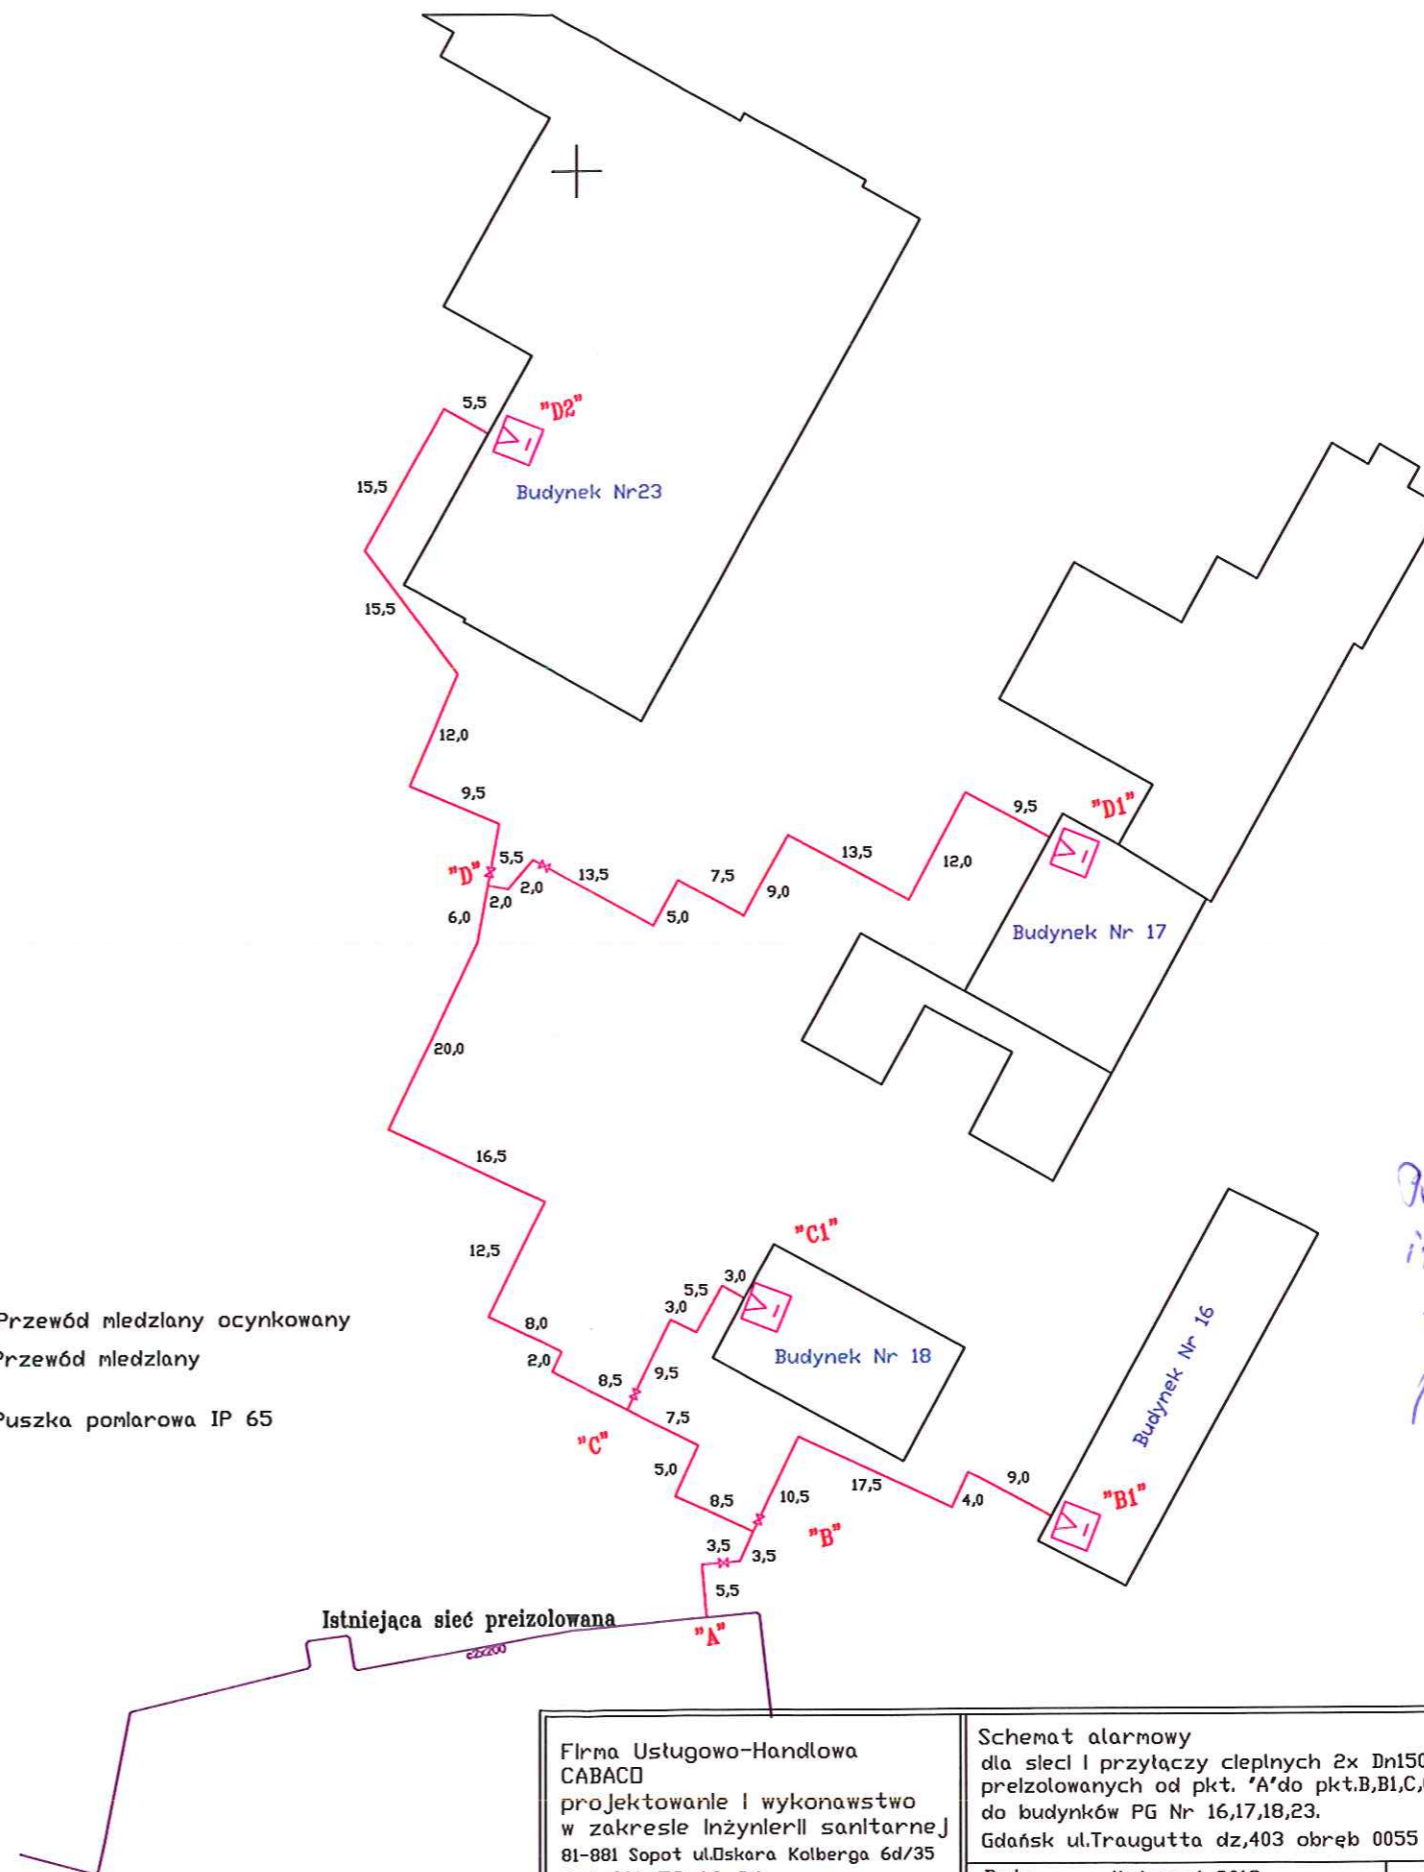 5,5
"D2"
Budynek Nr23
15,5
15,5
12,0
9,5
"D"
5,5
2,0
2,0
6,0
13,5
5,0
7,5
9,0
13,5
12,0
9,5
"D1"
Budynek Nr 17
20,0
16,5
12,5
8,0
2,0
8,5
"C"
"C1"
3,0
5,5
3,0
9,5
Budynek Nr 18
7,5
5,0
8,5
10,5
17,5
4,0
9,0
"B1"
Budynek Nr 16
"B"
3,5
3,5
5,5
"A"
Przewód miedziany ocynkowany
Przewód miedziany
Puszka pomiarowa IP 65
Istniejąca sieć preizolowana
c2x200
Firma Usługowo-Handlowa
CABACO
projektowanie i wykonawstwo
w zakresie inżynierii sanitarnej
81-881 Sopot ul.Oskara Kolberga 6d/35
Schemat alarmowy
dla sieci i przyłączy cieplnych 2x Dn150
preizolowanych od pkt. 'A'do pkt.B,B1,C,
do budynków PG Nr 16,17,18,23.
Gdańsk ul.Traugutta dz,403 obręb 0055